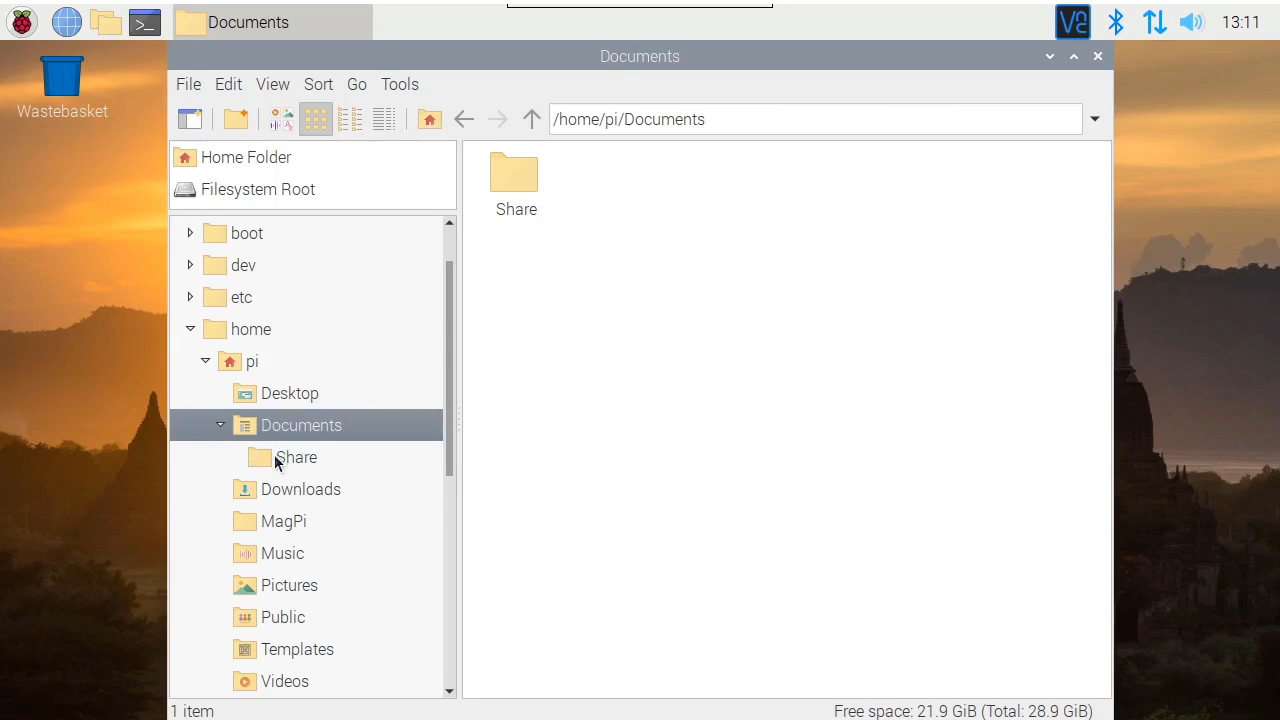 Documents
13:11
Wastebasket
Documents
File Edit View Sort Go Tools
/home/pi/Documents
Home Folder
Filesystem Root
boot
dev
etc
home
pi
Desktop
Documents
Share
Downloads
MagPi
Music
Pictures
Public
Templates
Videos
Share
1 item
Free space: 21.9 GiB (Total: 28.9 GiB)